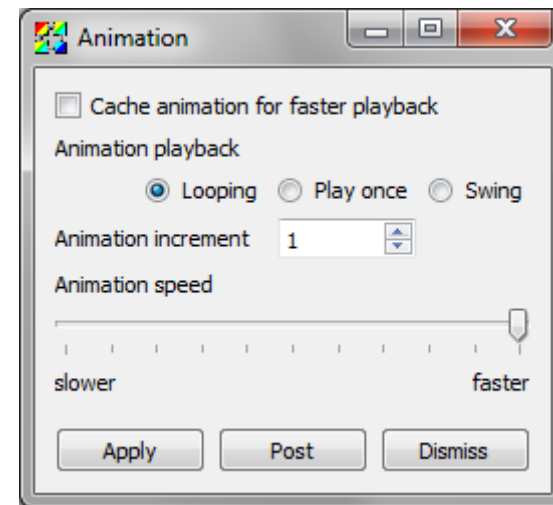 Animation
Cache animation for faster playback
Animation playback
Looping Play once Swing
Animation increment 1
Animation speed
slower faster
Apply Post Dismiss